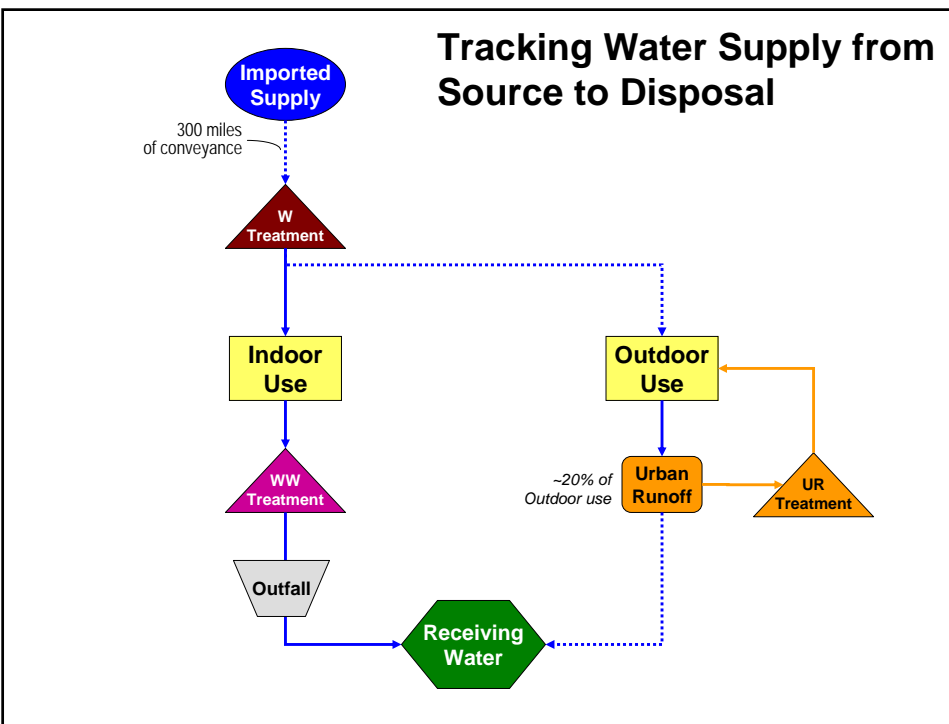 Tracking Water Supply from
Source to Disposal
Imported
Supply
300 miles
of conveyance
W
Treatment
Indoor
Use
Outdoor
Use
WW
Treatment
~20% of
Outdoor use
Urban
Runoff
UR
Treatment
Outfall
Receiving
Water